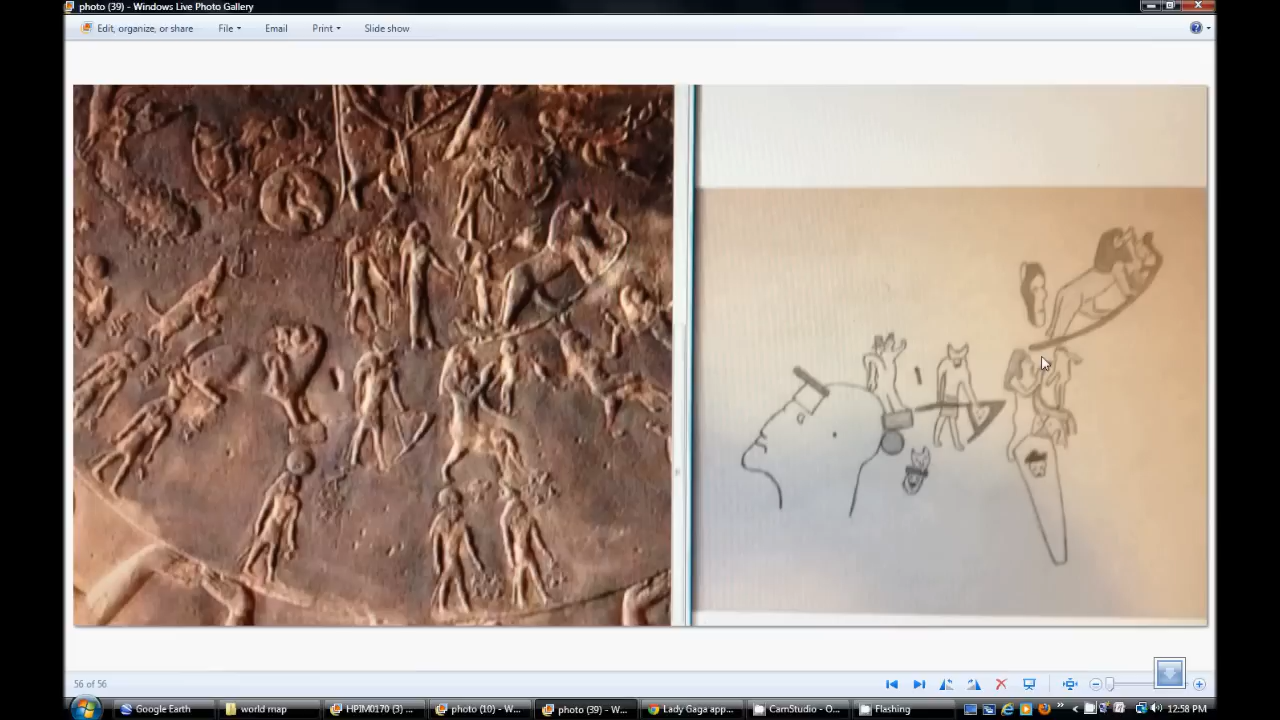 photo (39) - Windows Live Photo Gallery
Edit, organize, or share File Email Print Slide show
56 of 56
Google Earth world map HPIM0170 (3) ... photo (10) - W... photo (39) - W... Lady Gaga app... CamStudio - O... Flashing 12:58 PM